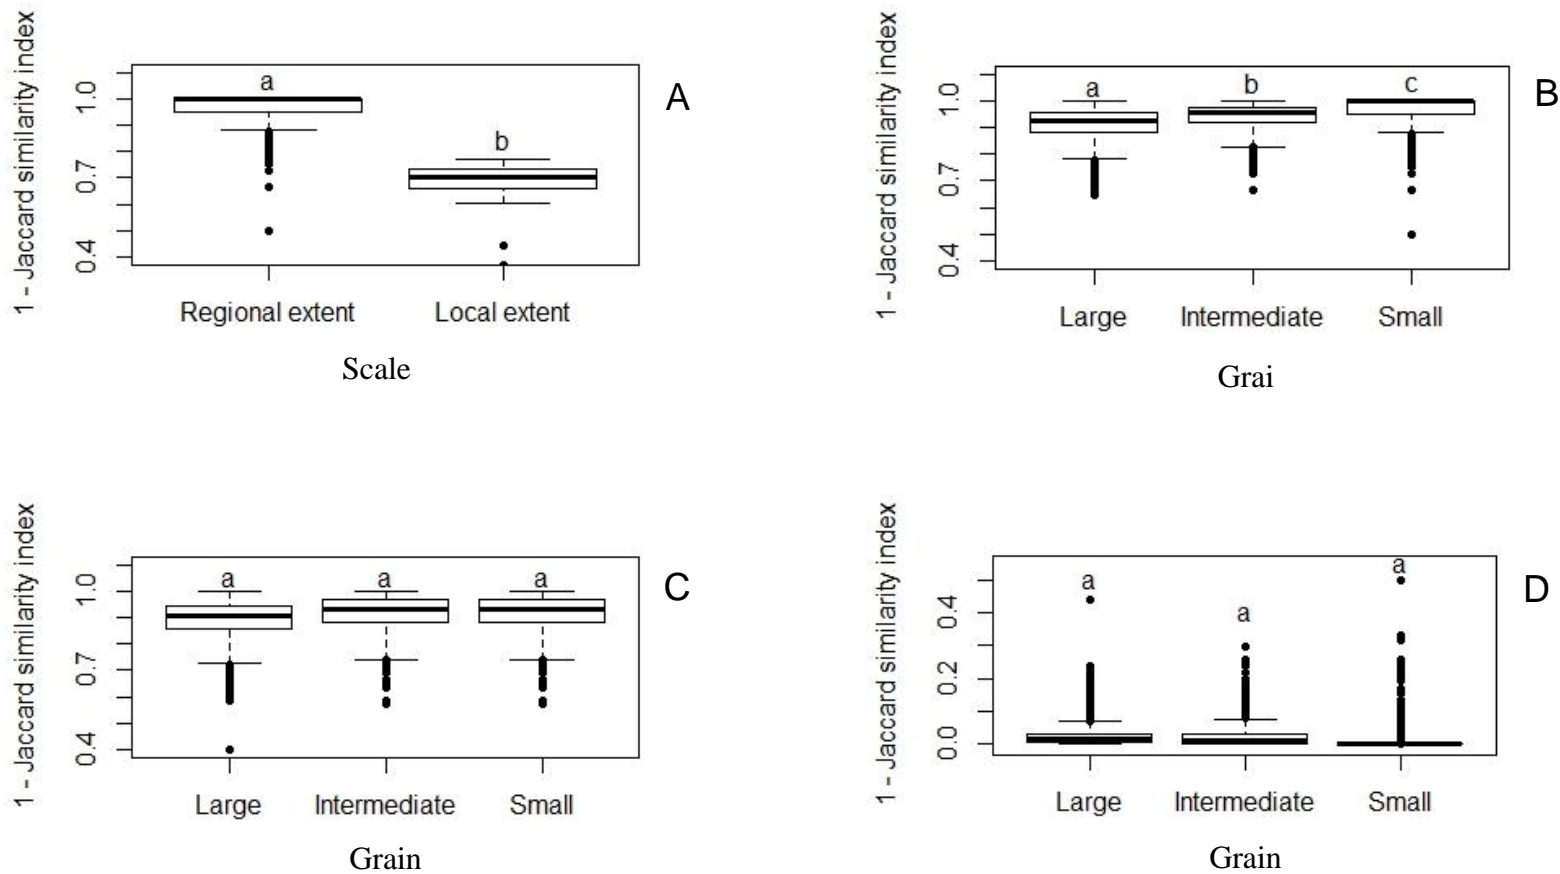 1 - Jaccard similarity index
1.0
0.7
0.4
a
b
Regional extent
Local extent
Scale
A
1 - Jaccard similarity index
1.0
0.7
0.4
a
b
c
Large
Intermediate
Small
Grai
B
1 - Jaccard similarity index
1.0
0.7
0.4
a
a
a
Large
Intermediate
Small
Grain
C
1 - Jaccard similarity index
0.4
0.2
0.0
a
a
a
Large
Intermediate
Small
Grain
D